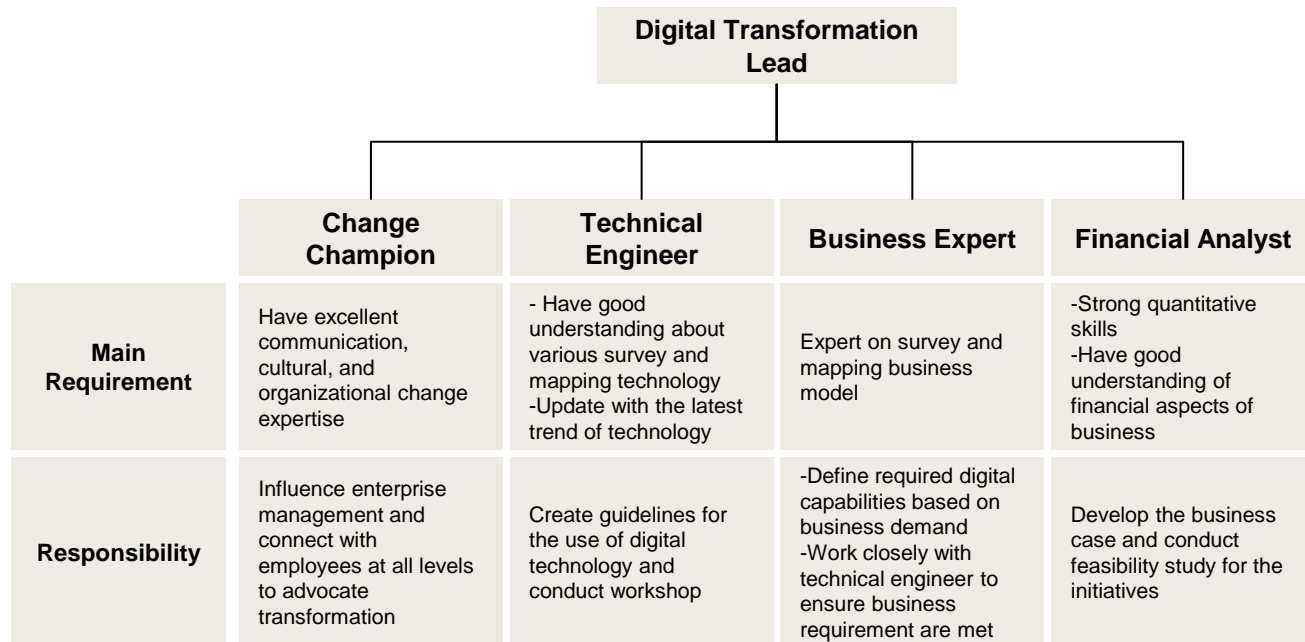 Digital Transformation
Lead
Change
Champion
Technical
Engineer
Business Expert
Financial Analyst
Main
Requirement
Have excellent
communication,
cultural, and
organizational change
expertise
- Have good
understanding about
various survey and
mapping technology
-Update with the latest
trend of technology
Expert on survey and
mapping business
model
-Strong quantitative
skills
-Have good
understanding of
financial aspects of
business
Responsibility
Influence enterprise
management and
connect with
employees at all levels
to advocate
transformation
Create guidelines for
the use of digital
technology and
conduct workshop
-Define required digital
capabilities based on
business demand
-Work closely with
technical engineer to
ensure business
requirement are met
Develop the business
case and conduct
feasibility study for the
initiatives